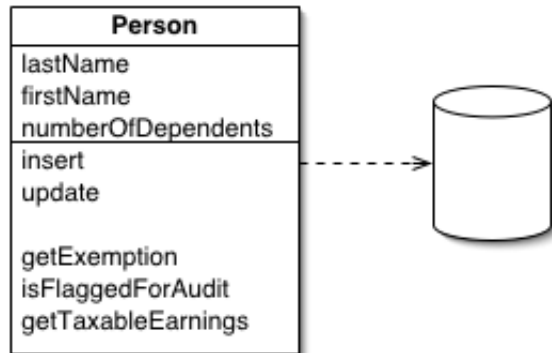 Person
lastName
firstName
numberOfDependents
insert
update
getExemption
isFlaggedForAudit
getTaxableEarnings